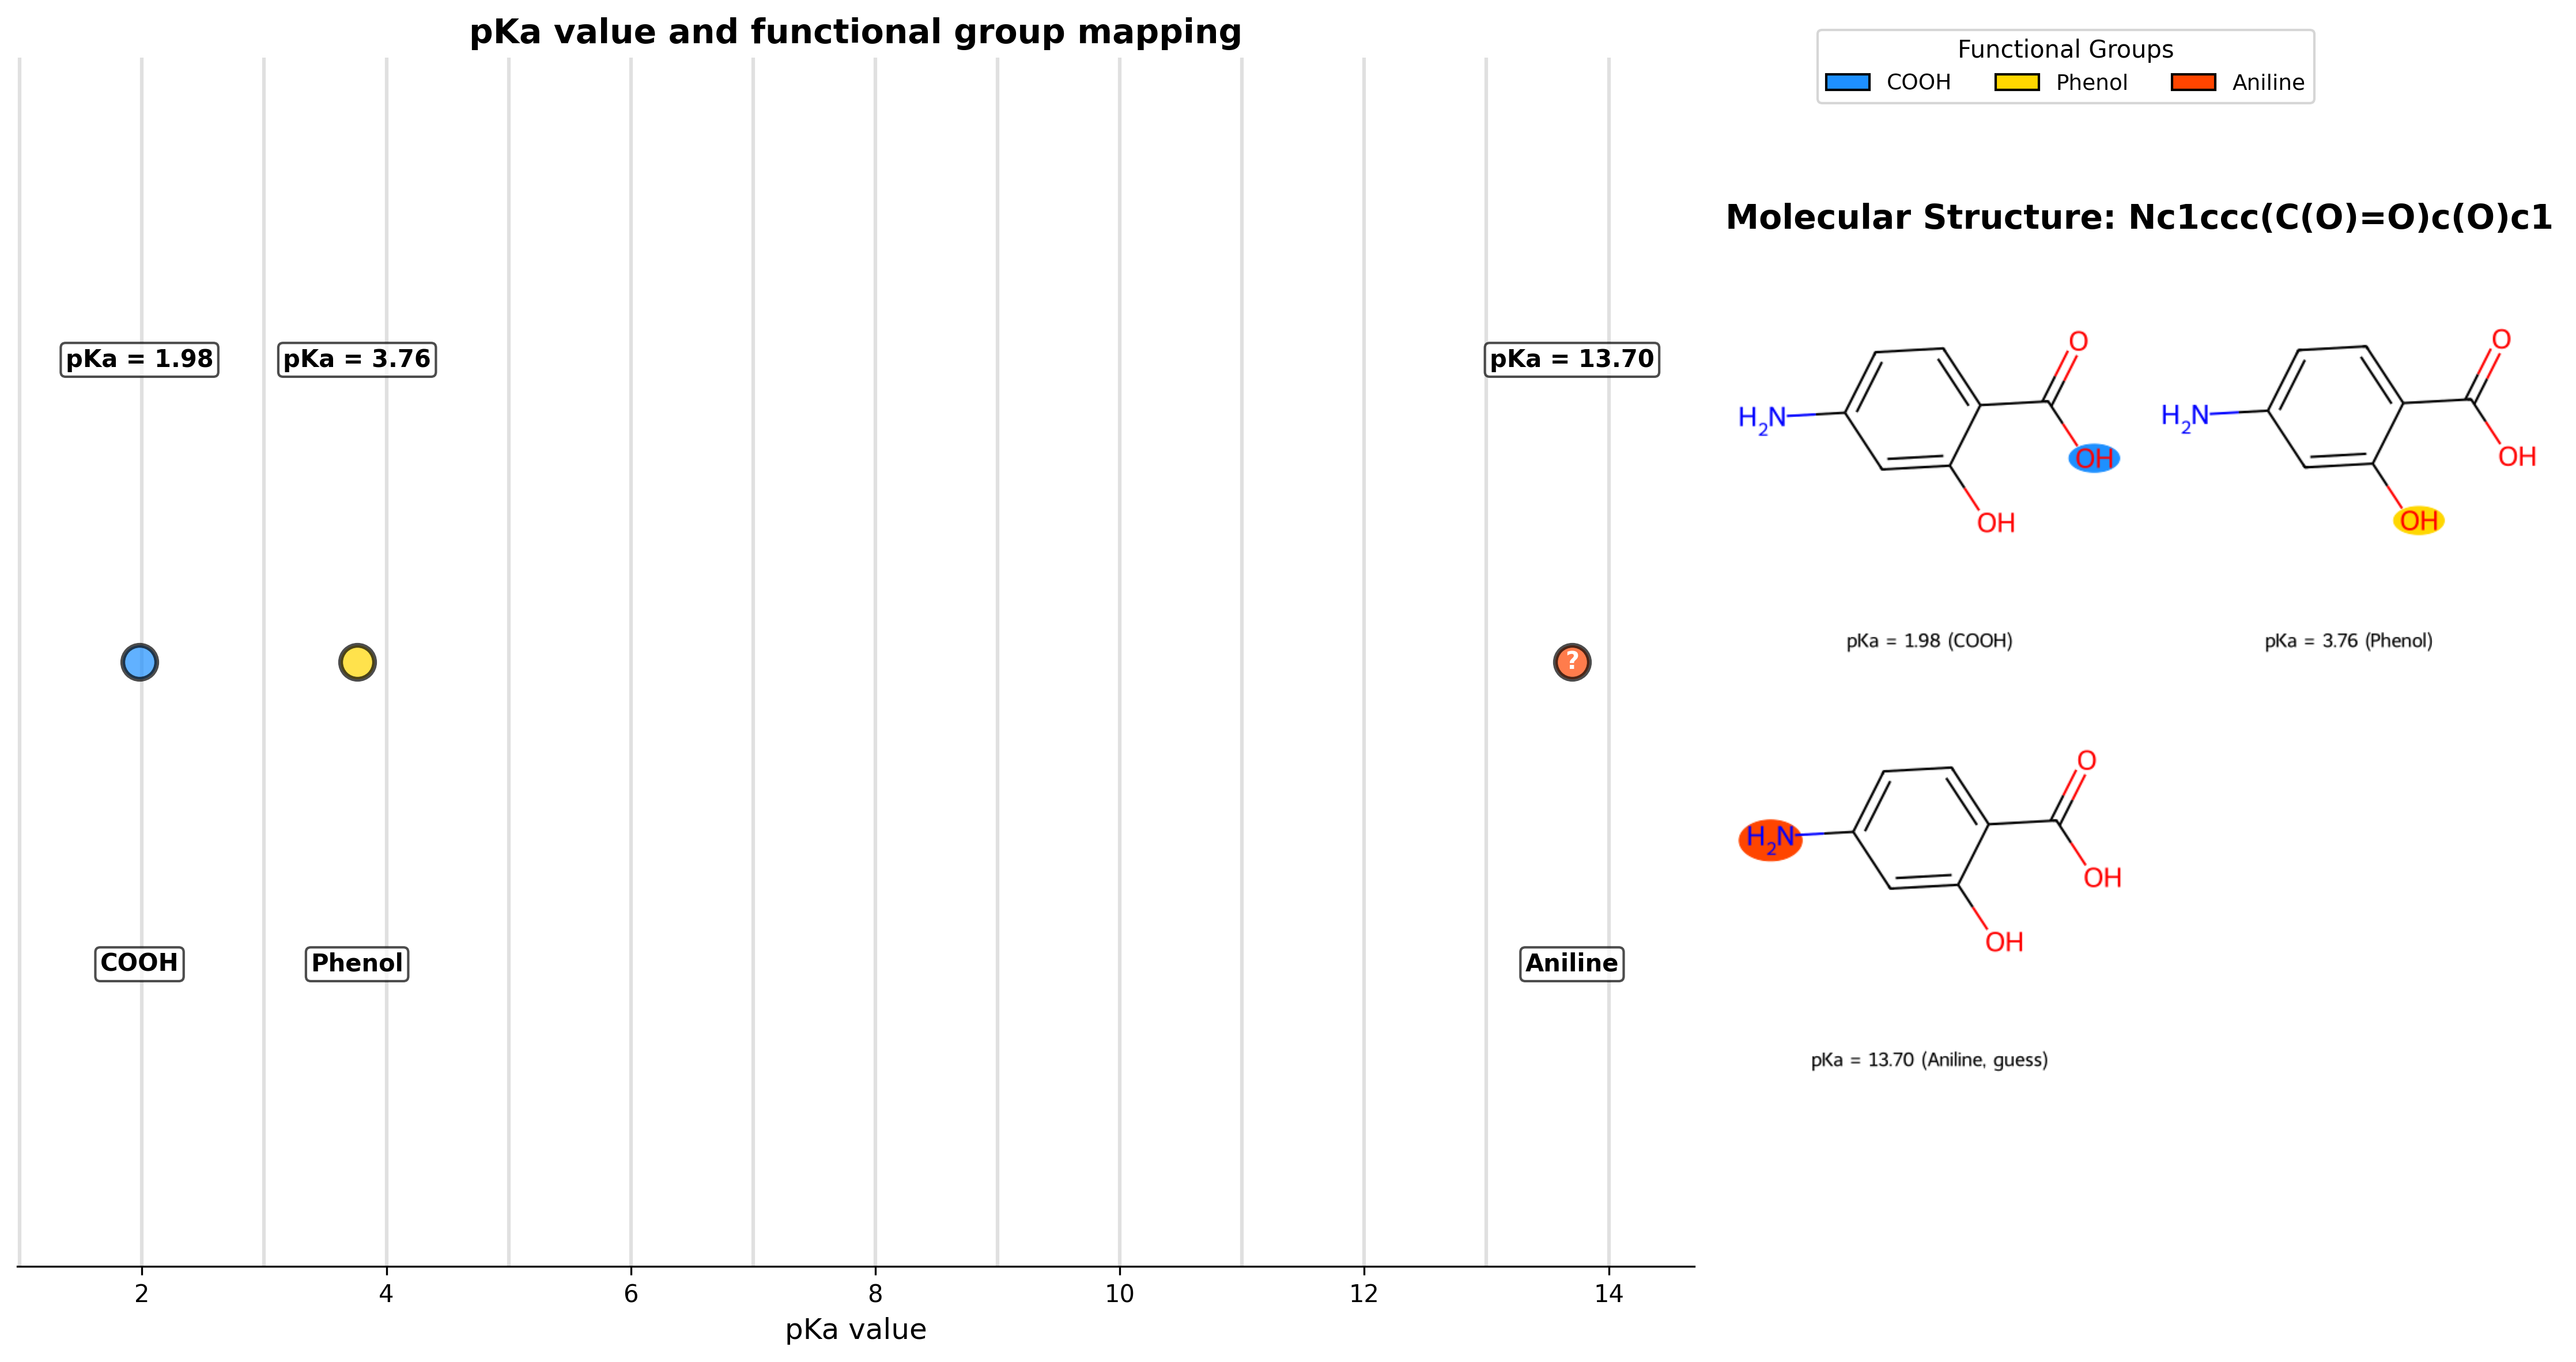 pKa value and functional group mapping
pKa = 1.98
pKa = 3.76
pKa = 13.70
?
COOH
Phenol
Aniline
2
4
6
8
10
12
14
pKa value
Functional Groups
COOH
Phenol
Aniline
Molecular Structure: Nc1ccc(C(O)=O)c(O)c1
H2N
O
OH
OH
pKa = 1.98 (COOH)
H2N
O
OH
OH
pKa = 3.76 (Phenol)
H2N
O
OH
OH
pKa = 13.70 (Aniline, guess)